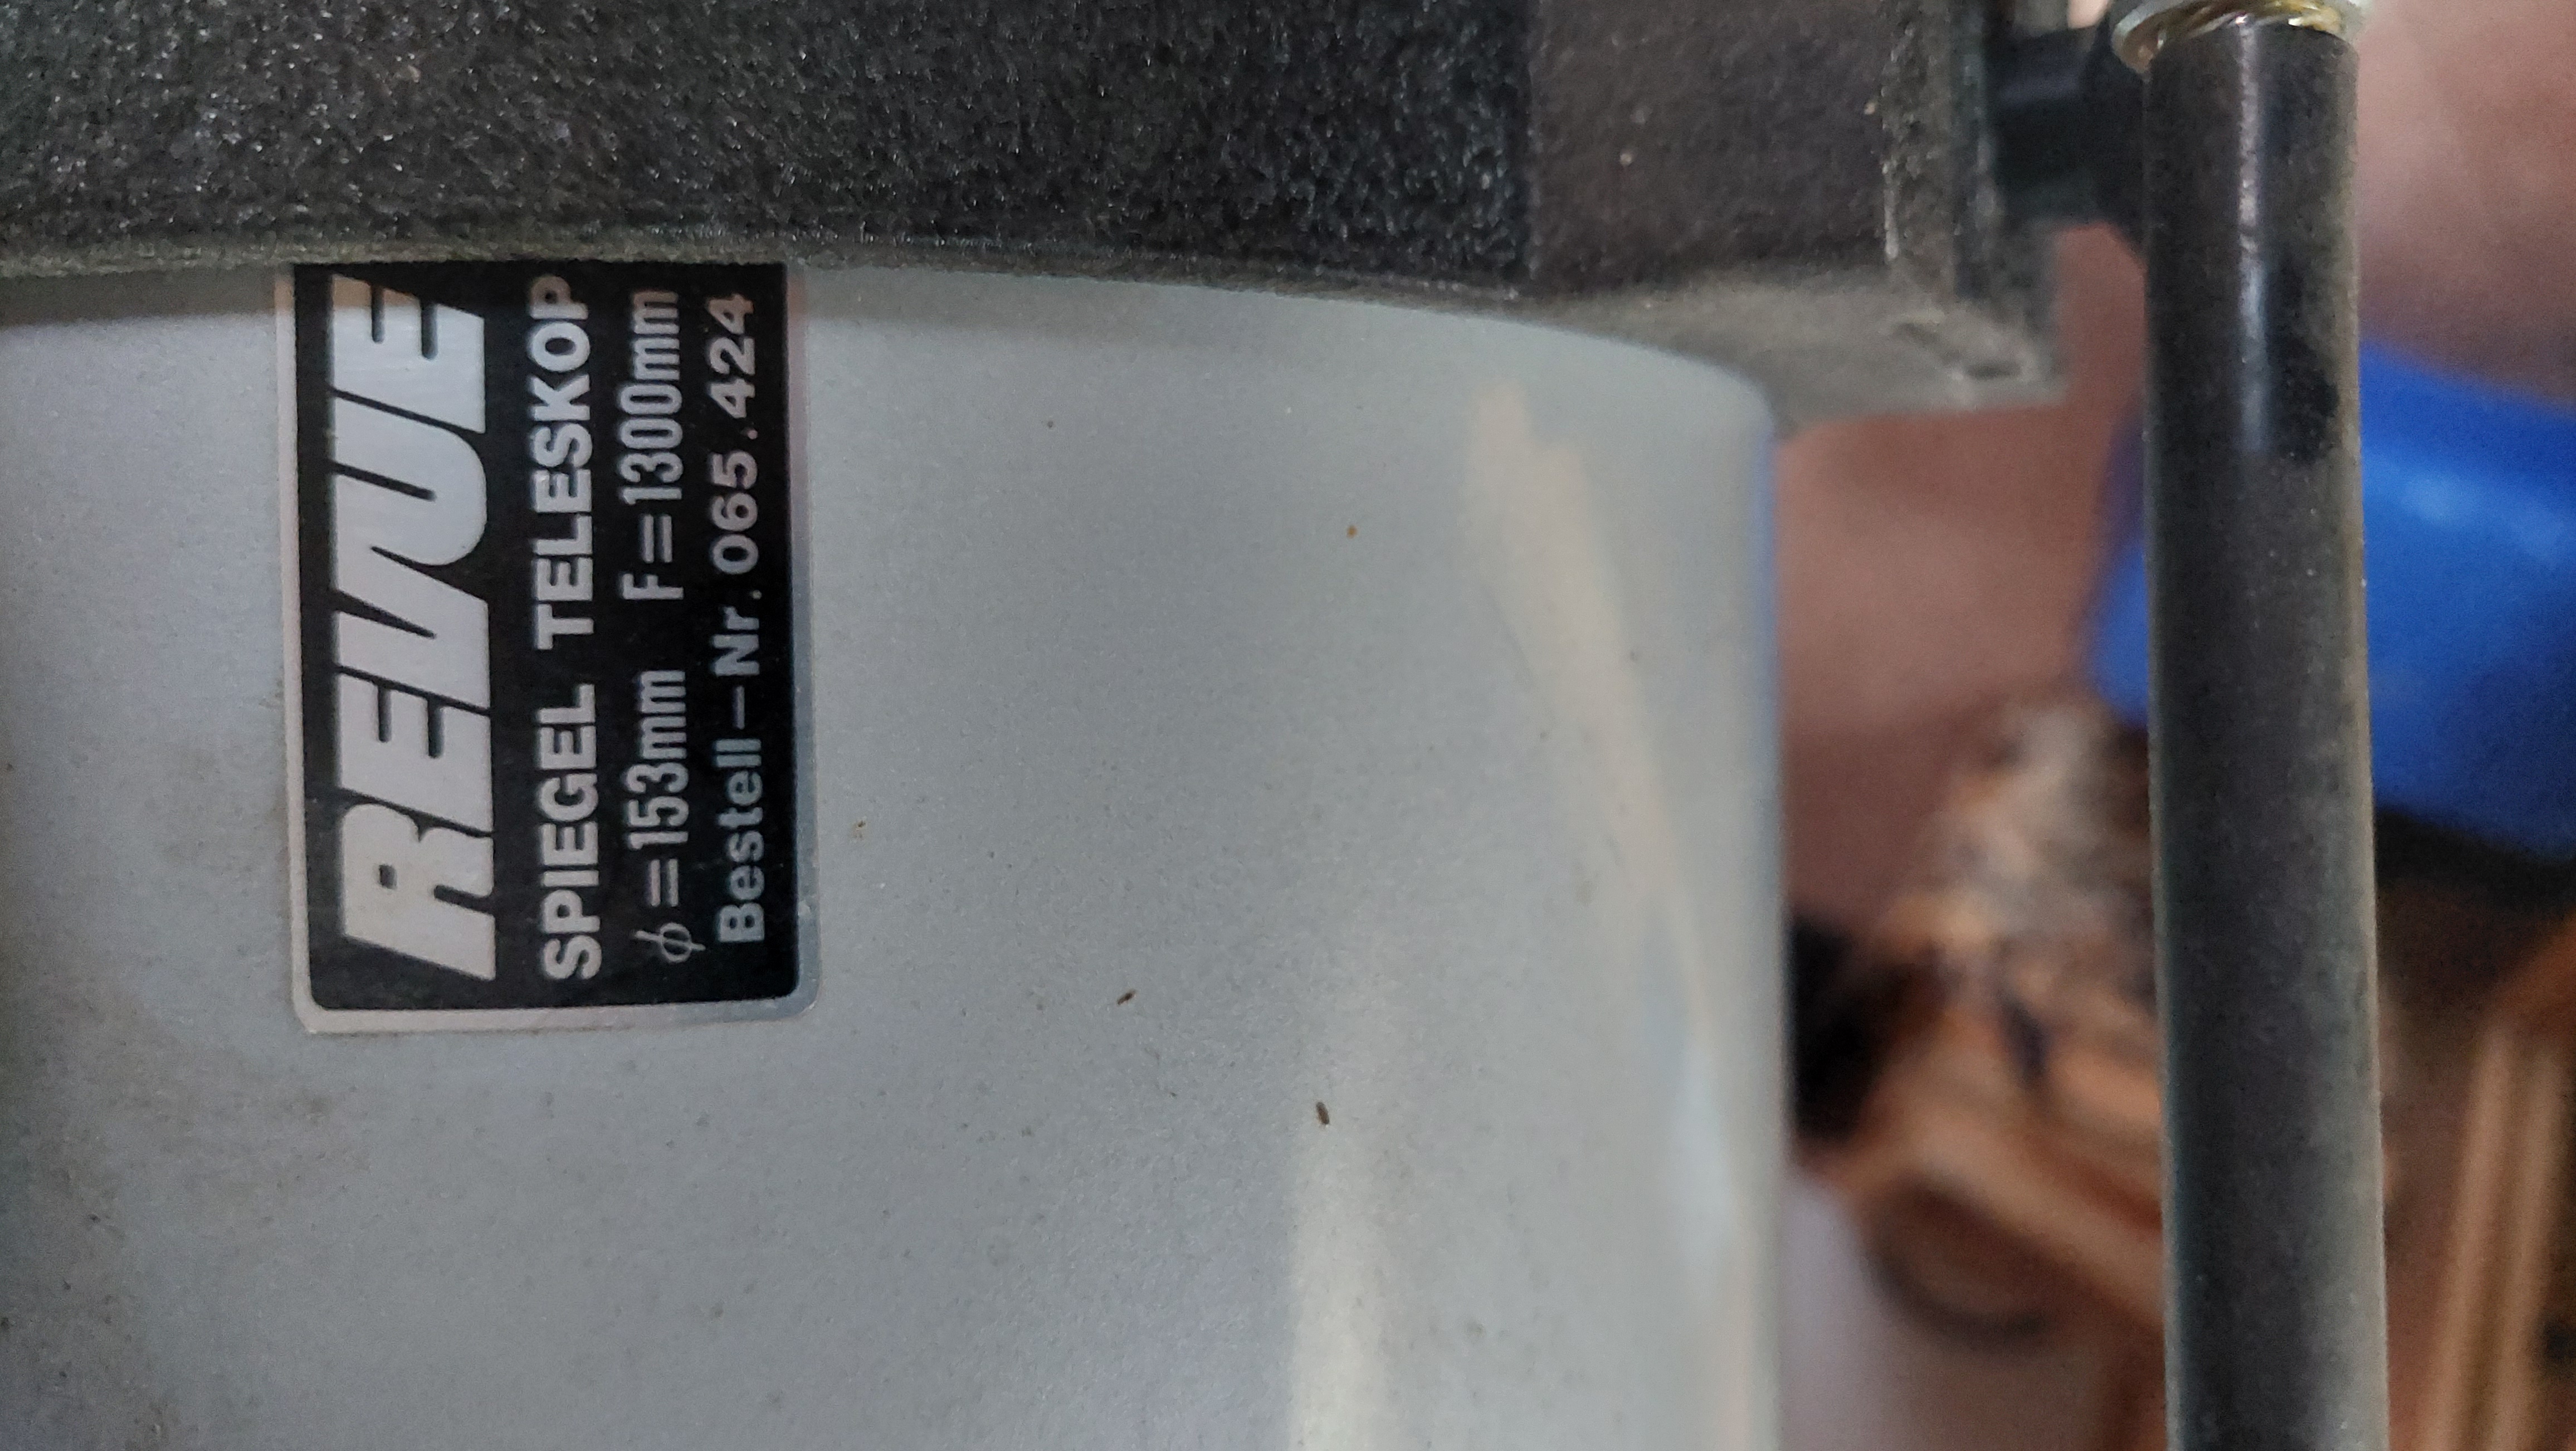 REVUE
SPIEGEL TELESKOP
ϕ=153mm F=1300mm
Bestell-Nr. 065.424